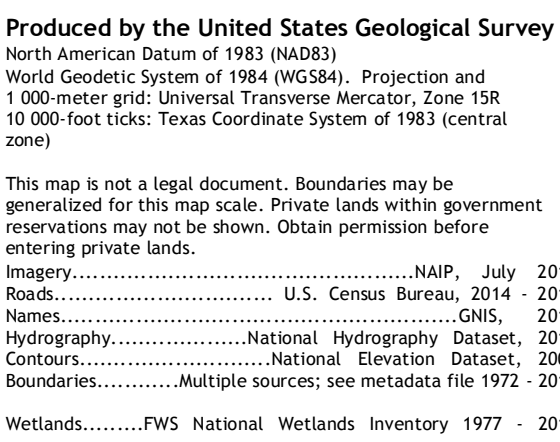 Produced by the United States Geological Survey
North American Datum of 1983 (NAD83)
World Geodetic System of 1984 (WGS84). Projection and
1 000-meter grid: Universal Transverse Mercator, Zone 15R
10 000-foot ticks: Texas Coordinate System of 1983 (central
zone)
This map is not a legal document. Boundaries may be
generalized for this map scale. Private lands within government
reservations may not be shown. Obtain permission before
entering private lands.
Imagery.........................................NAIP, July
Roads............................... U.S. Census Bureau, 2014 -
Names.....................................................GNIS,
Hydrography....................National Hydrography Dataset,
Contours............................National Elevation Dataset,
Boundaries............Multiple sources; see metadata file 1972 -
Wetlands.........FWS National Wetlands Inventory 1977 -